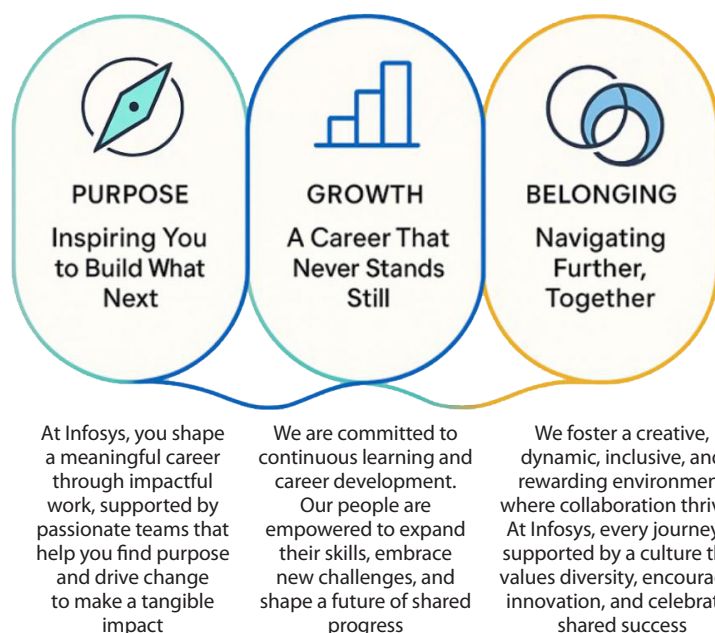 PURPOSE
Inspiring You
to Build What
Next
At Infosys, you shape
a meaningful career
through impactful
work, supported by
passionate teams that
help you find purpose
and drive change
to make a tangible
impact
GROWTH
A Career That
Never Stands
Still
We are committed to
continuous learning and
career development.
Our people are
empowered to expand
their skills, embrace
new challenges, and
shape a future of shared
progress
BELONGING
Navigating
Further,
Together
We foster a creative,
dynamic, inclusive,
rewarding
where collaboration
At Infosys, every journey
supported by a culture
values diversity,
innovation, and
shared success